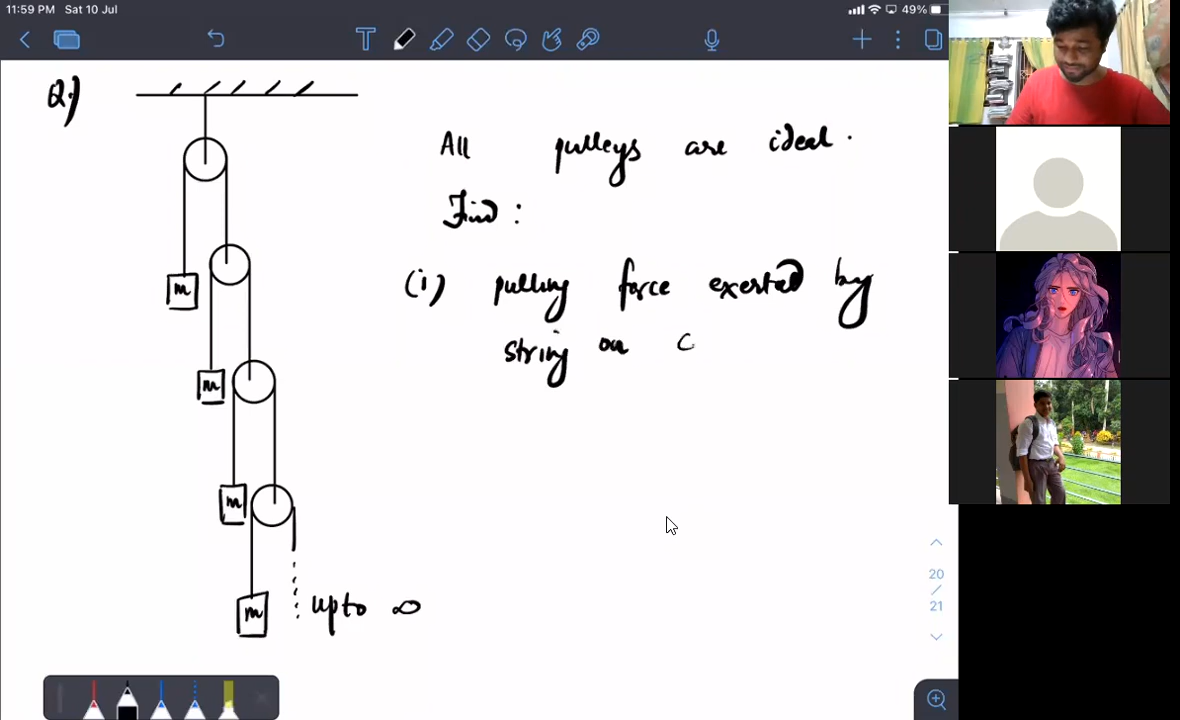 11:59 PM Sat 10 Jul
49%
T
Q.)
All pulleys are ideal.
Find:
(i) pulling force exerted by
string on c
m
m
m
m
upto ∞
20
/
21